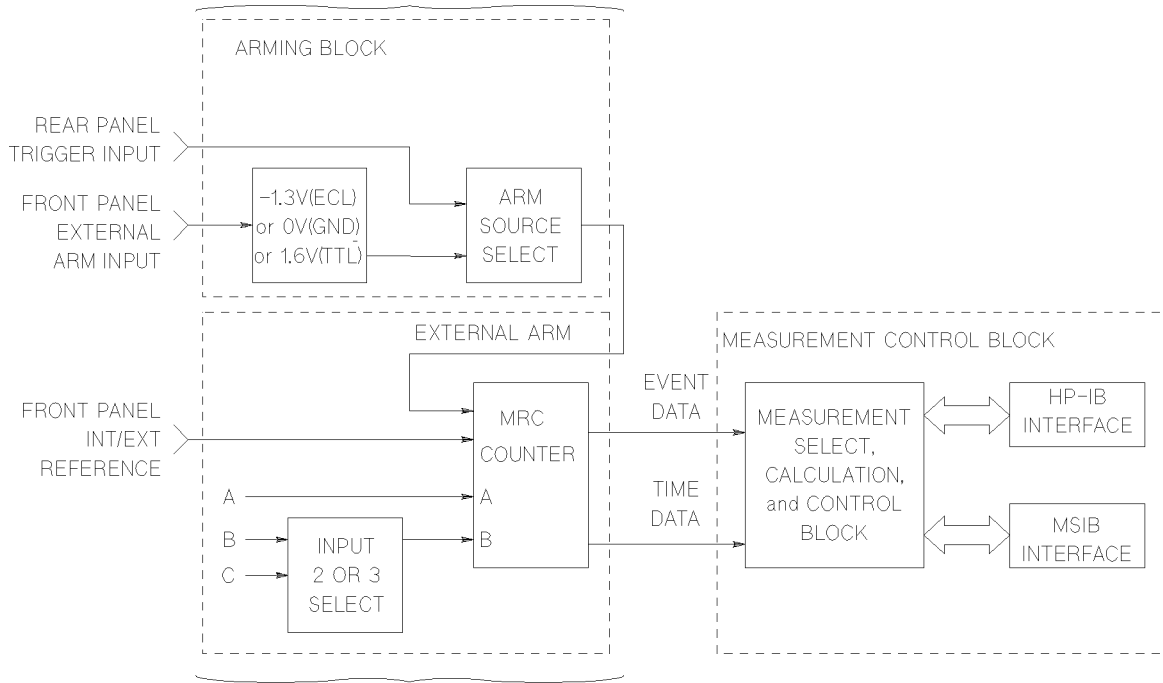 ARMING BLOCK
REAR PANEL
TRIGGER INPUT
FRONT PANEL
EXTERNAL
ARM INPUT
-1.3V(ECL)
or 0V(GND)
or 1.6V(TTL)
ARM
SOURCE
SELECT
EXTERNAL ARM
FRONT PANEL
INT/EXT
REFERENCE
MRC
COUNTER
A
B
A
B
C
INPUT
2 OR 3
SELECT
EVENT
DATA
TIME
DATA
MEASUREMENT CONTROL BLOCK
MEASUREMENT
SELECT,
CALCULATION,
and CONTROL
BLOCK
HP-IB
INTERFACE
MSIB
INTERFACE